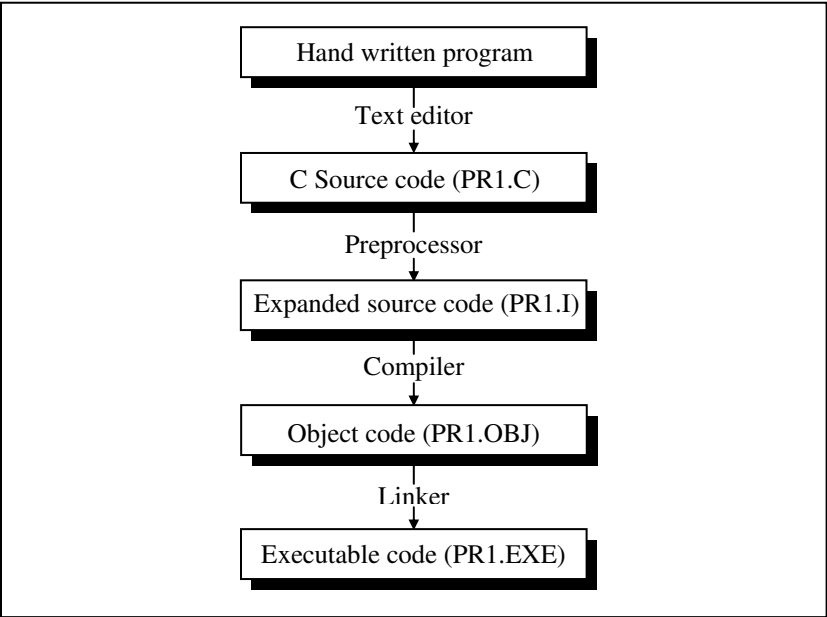 Hand written program
Text editor
C Source code (PR1.C)
Preprocessor
Expanded source code (PR1.I)
Compiler
Object code (PR1.OBJ)
Linker
Executable code (PR1.EXE)